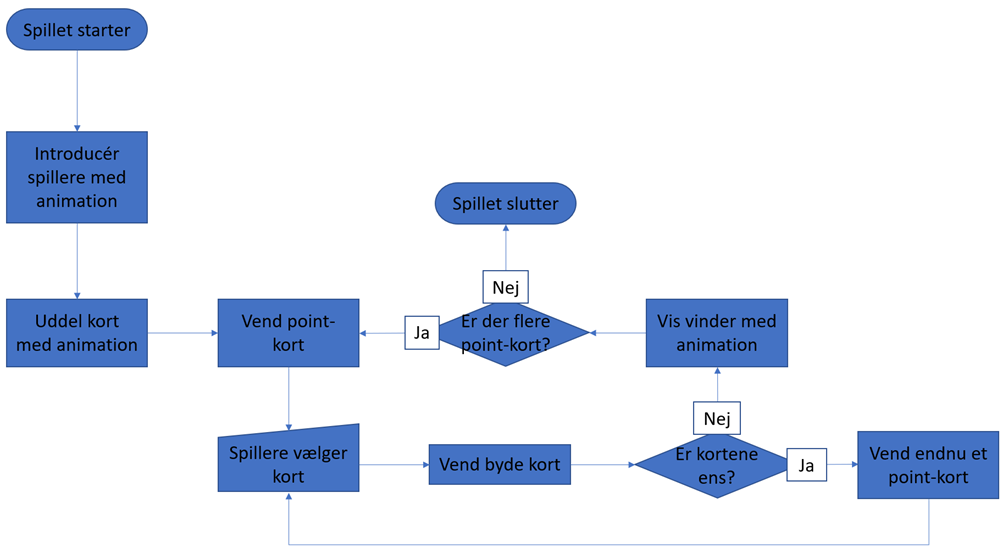 Spillet starter
Introducér
spillere med
animation
Uddel kort
med animation
Vend point-
kort
Spillere vælger
kort
Vend byde kort
Er kortene
ens?
Ja
Vend endnu et
point-kort
Nej
Vis vinder med
animation
Er der flere
point-kort?
Ja
Nej
Spillet slutter